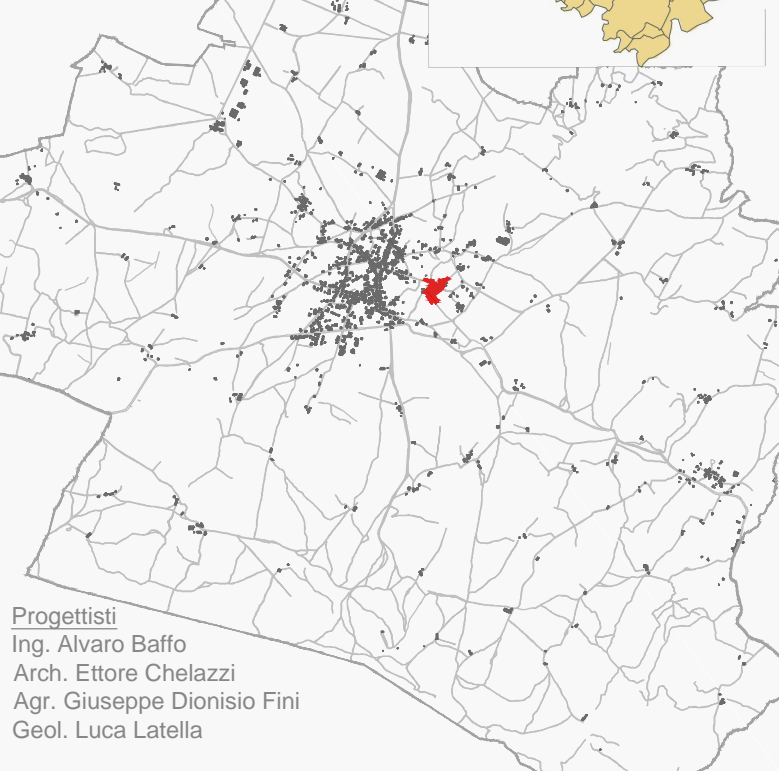 Progettisti
Ing. Alvaro Baffo
Arch. Ettore Chelazzi
Agr. Giuseppe Dionisio Fini
Geol. Luca Latella